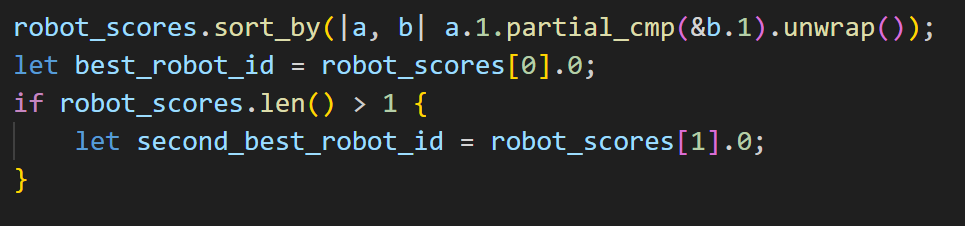 robot_scores.sort_by(|a, b| a.1.partial_cmp(&b.1).unwrap());
let best_robot_id = robot_scores[0].0;
if robot_scores.len() > 1 {
    let second_best_robot_id = robot_scores[1].0;
}